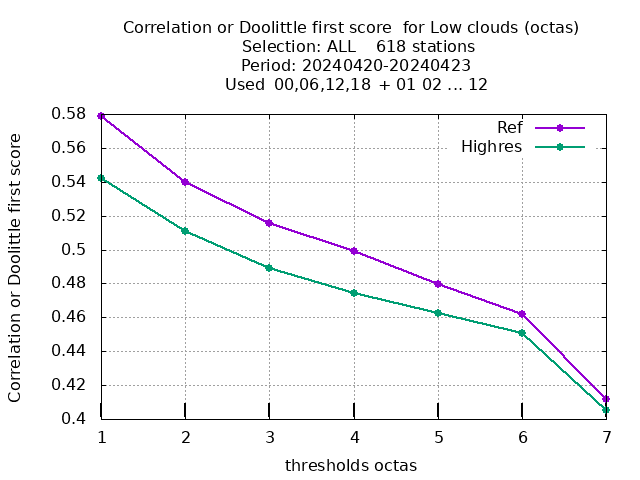 Correlation or Doolittle first score  for Low clouds (octas)
Selection: ALL    618 stations
Period: 20240420-20240423
Used  00,06,12,18 + 01 02 ... 12
Correlation or Doolittle first score
0.58
0.56
0.54
0.52
0.5
0.48
0.46
0.44
0.42
0.4
Ref
Highres
1 2 3 4 5 6 7
thresholds octas